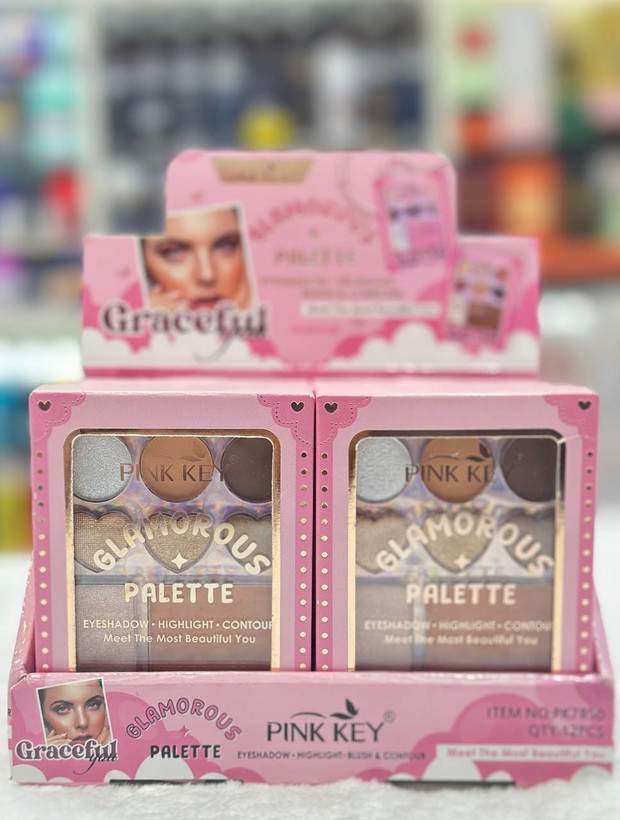 GLAMOROUS
PALETTE
Graceful
you
PINK KEY
GLAMOROUS
PALETTE
EYESHADOW • HIGHLIGHT • CONTOUR
Meet The Most Beautiful You
PINK KEY
GLAMOROUS
PALETTE
EYESHADOW • HIGHLIGHT • CONTOUR
Meet The Most Beautiful You
Graceful
you
GLAMOROUS
PALETTE
PINK KEY®
EYESHADOW • HIGHLIGHT • BLUSH & CONTOUR
ITEM NO:PK7850
QTY:12PCS
Meet The Most Beautiful You